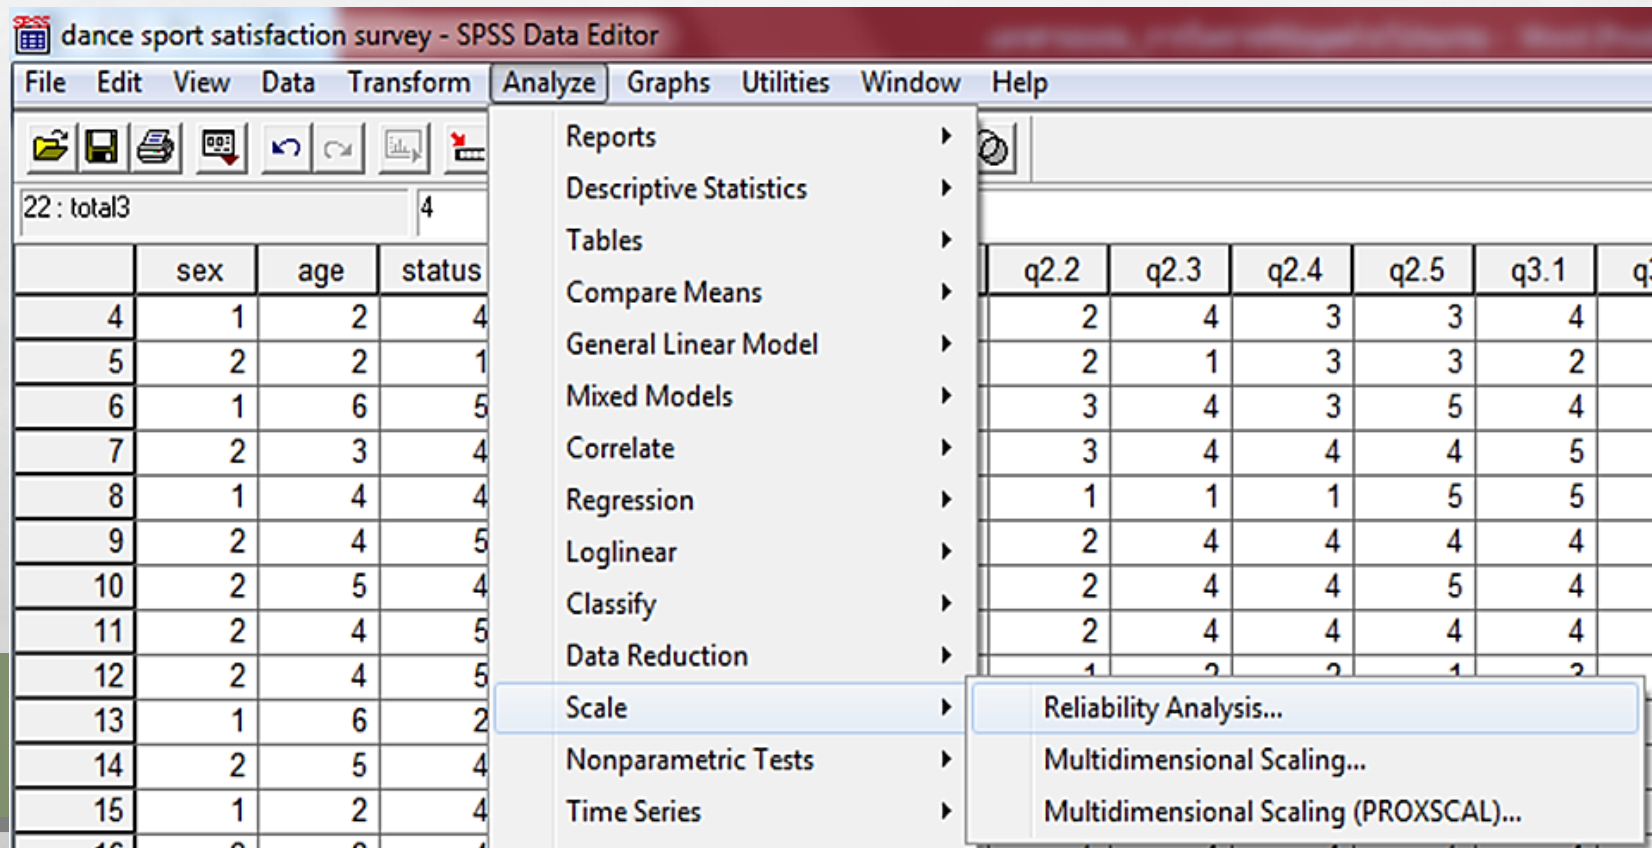 SPSS dance sport satisfaction survey - SPSS Data Editor
File Edit View Data Transform Analyze Graphs Utilities Window Help
22 : total3 4
Reports
Descriptive Statistics
Tables
Compare Means
General Linear Model
Mixed Models
Correlate
Regression
Loglinear
Classify
Data Reduction
Scale
Nonparametric Tests
Time Series
Reliability Analysis...
Multidimensional Scaling...
Multidimensional Scaling (PROXSCAL)...
sex age status q2.2 q2.3 q2.4 q2.5 q3.1
4 1 2 4 2 4 3 3 4
5 2 2 1 2 1 3 3 2
6 1 6 5 3 4 3 5 4
7 2 3 4 3 4 4 4 5
8 1 4 4 1 1 1 5 5
9 2 4 5 2 4 4 4 4
10 2 5 4 2 4 4 5 4
11 2 4 5 2 4 4 4 4
12 2 4 5 1 2 2 1 3
13 1 6 2
14 2 5 4
15 1 2 4